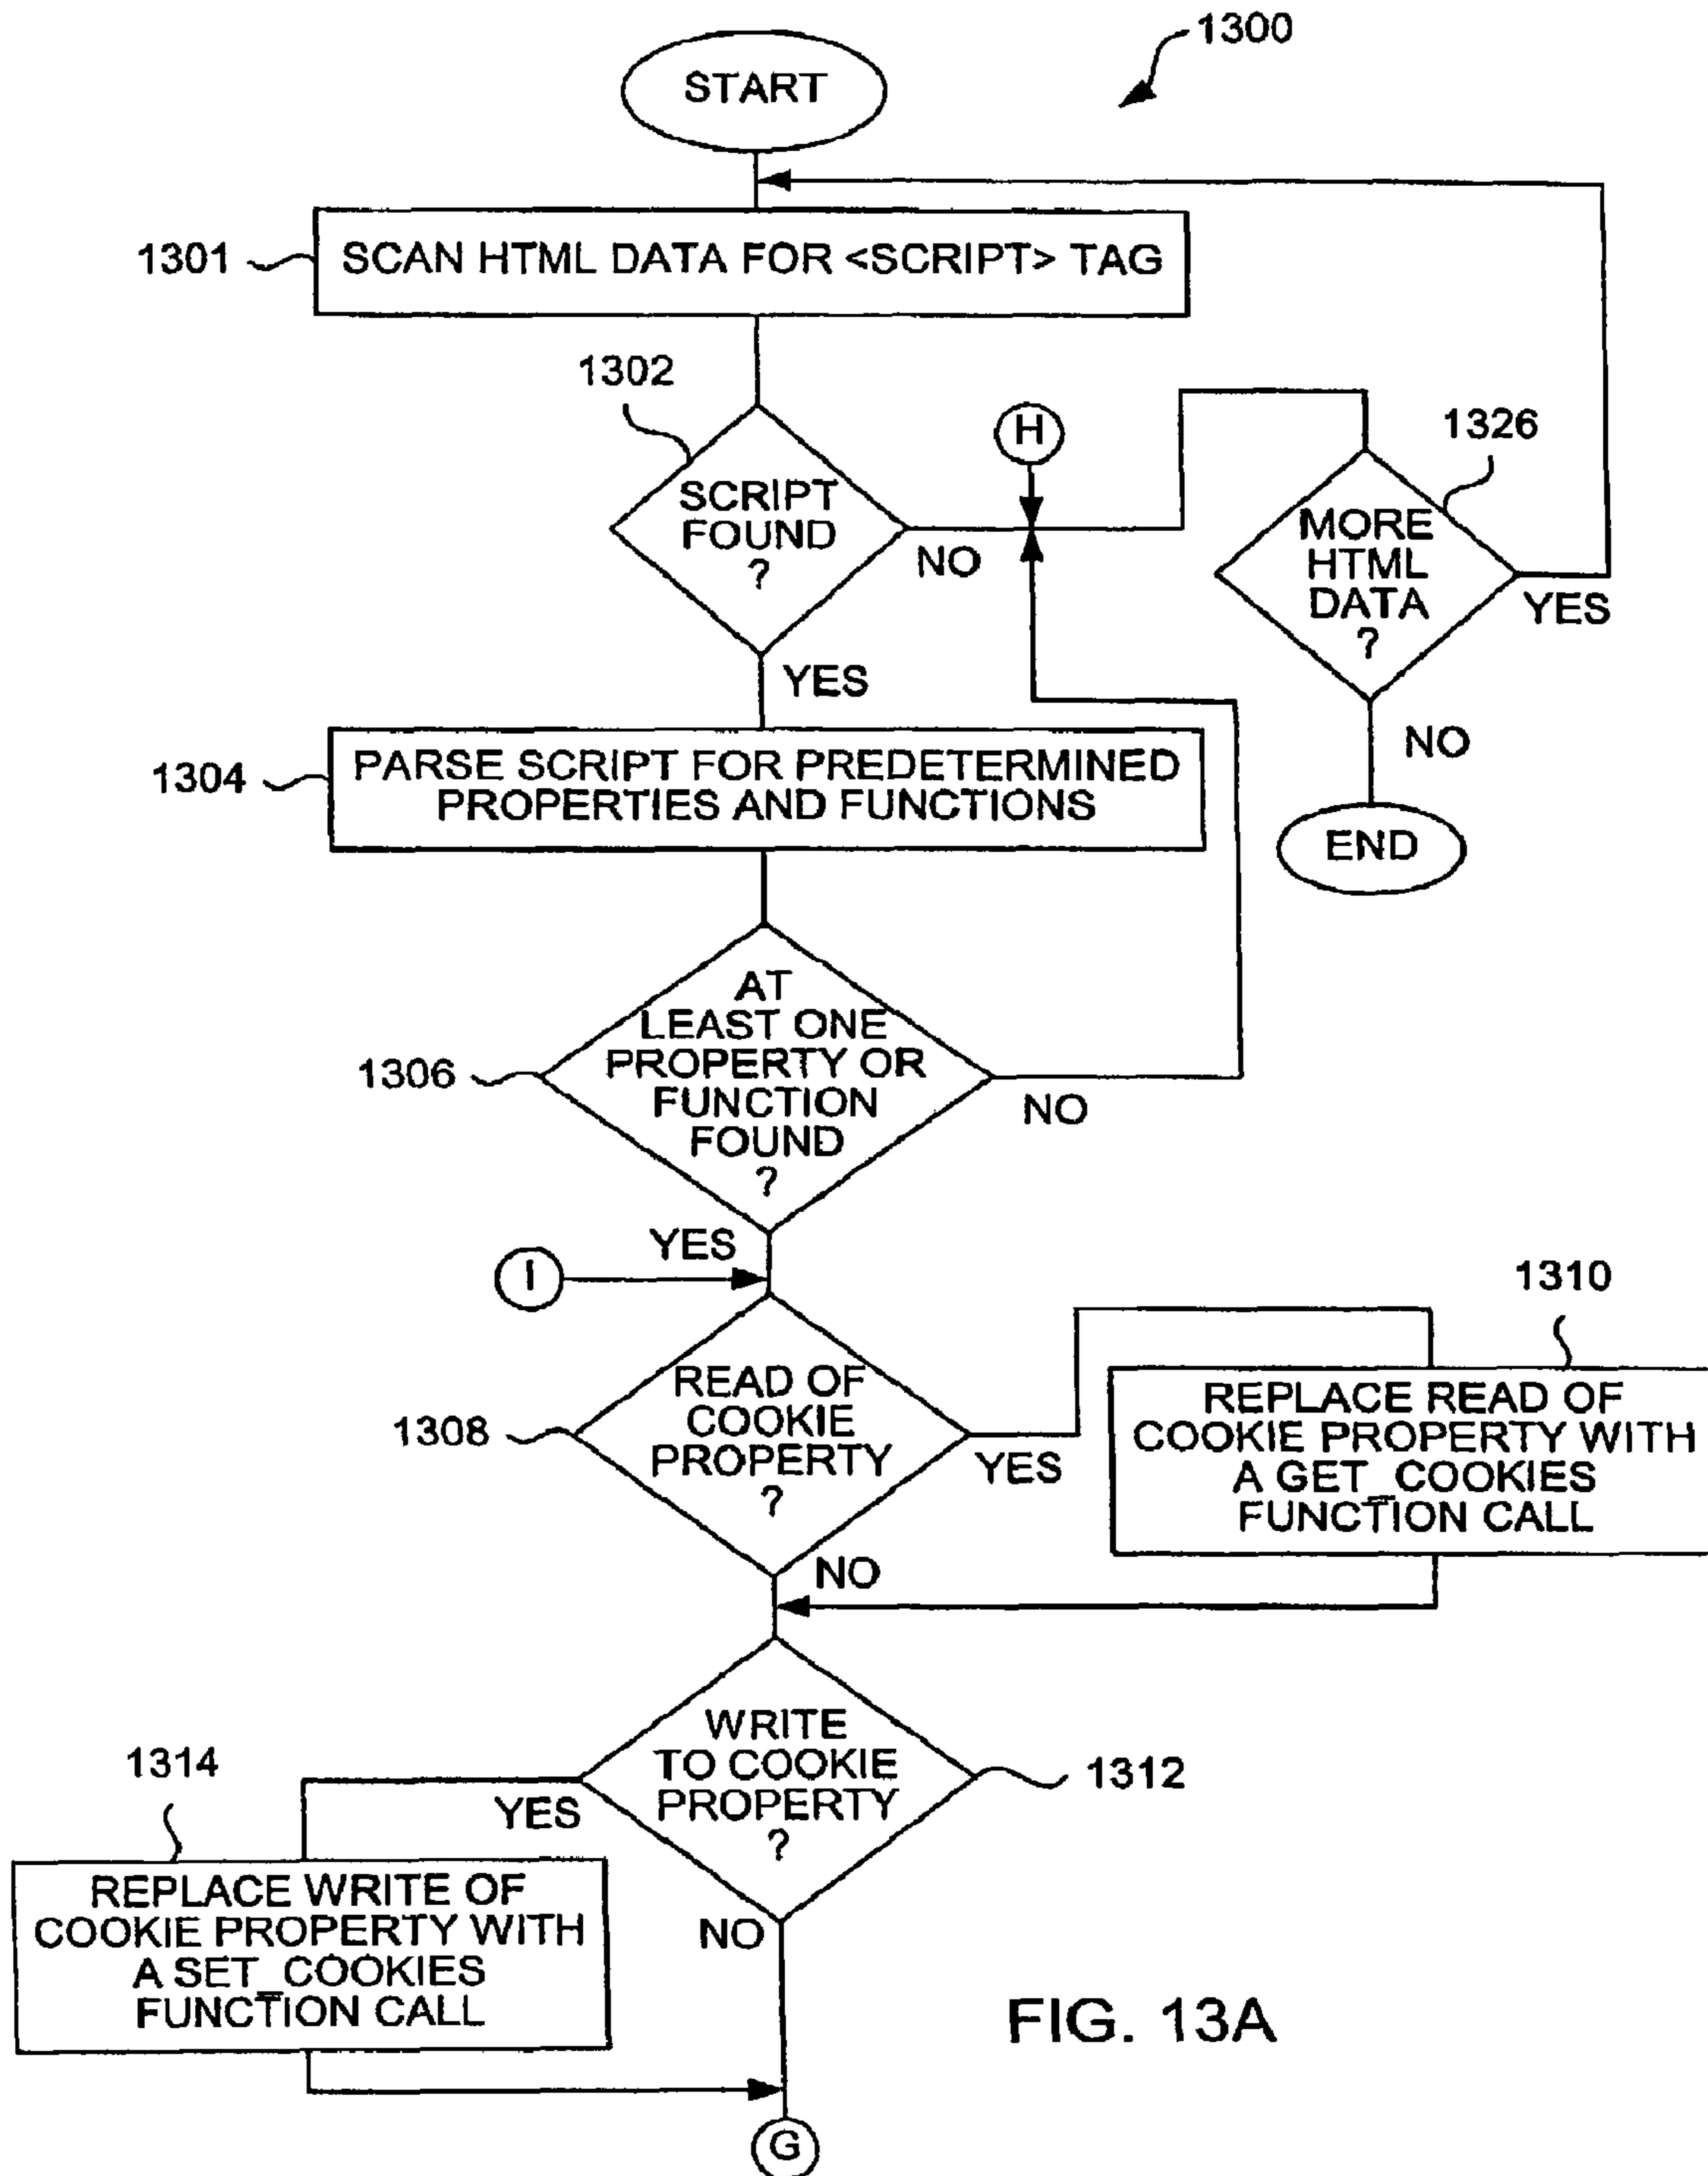 1300
START
1301
SCAN HTML DATA FOR <SCRIPT> TAG
1302
SCRIPT
FOUND
?
NO
YES
H
1326
MORE
HTML
DATA
?
YES
NO
END
1304
PARSE SCRIPT FOR PREDETERMINED
PROPERTIES AND FUNCTIONS
1306
AT
LEAST ONE
PROPERTY OR
FUNCTION
FOUND
?
NO
YES
I
1308
READ OF
COOKIE
PROPERTY
?
YES
NO
1310
REPLACE READ OF
COOKIE PROPERTY WITH
A GET_COOKIES
FUNCTION CALL
1312
WRITE
TO COOKIE
PROPERTY
?
YES
NO
1314
REPLACE WRITE OF
COOKIE PROPERTY WITH
A SET_COOKIES
FUNCTION CALL
G
FIG. 13A